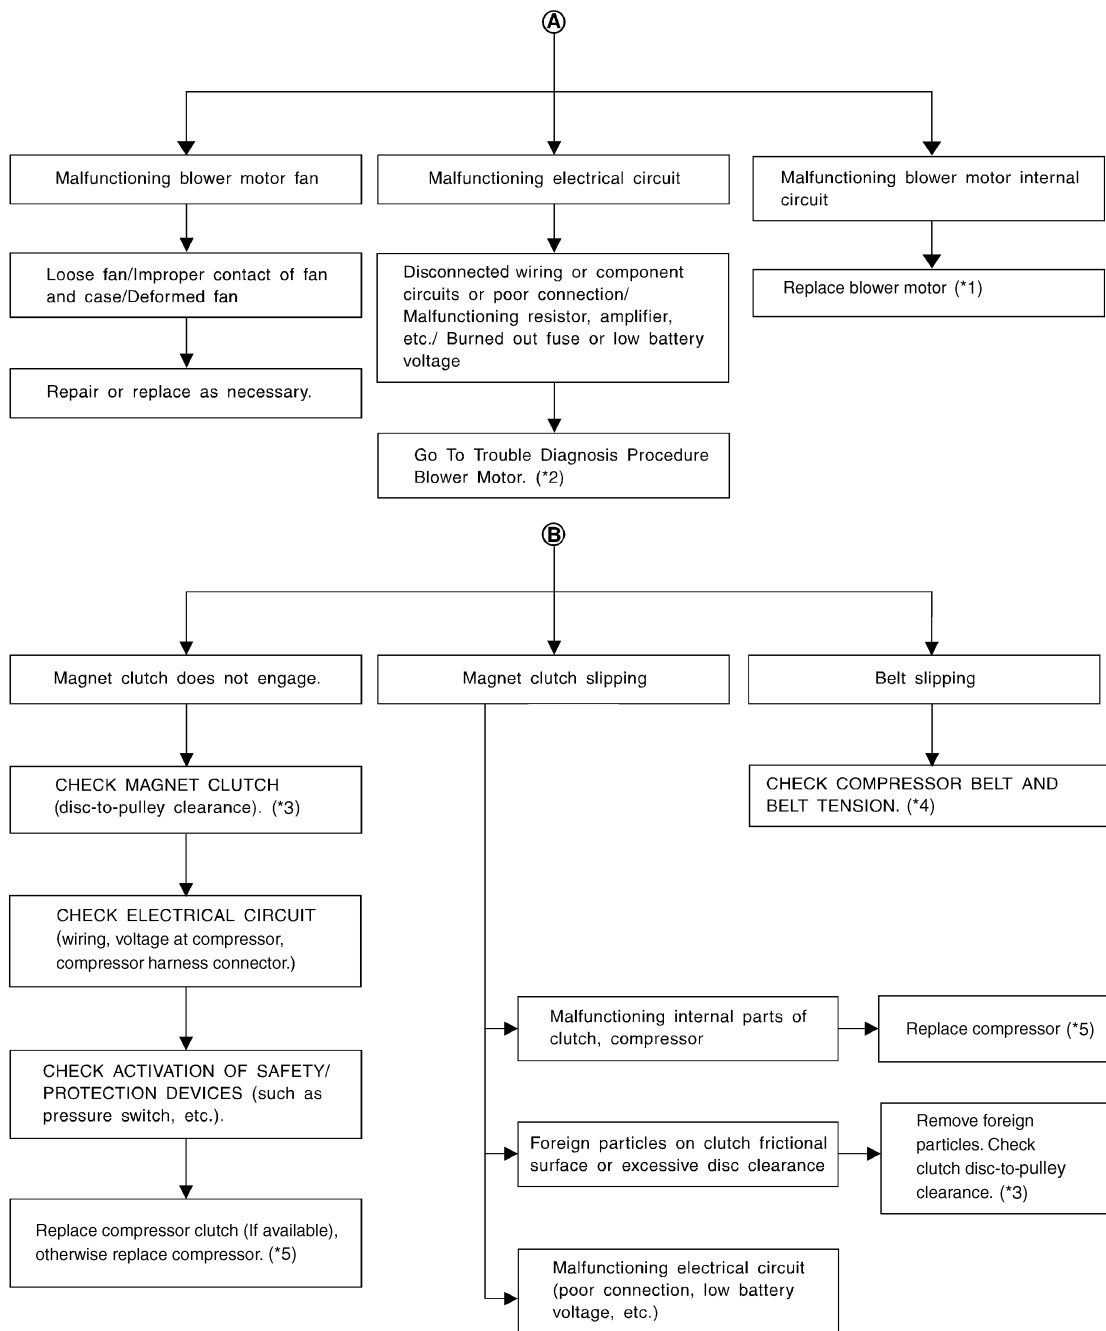 A
Malfunctioning blower motor fan
Malfunctioning electrical circuit
Malfunctioning blower motor internal
circuit
Loose fan/Improper contact of fan
and case/Deformed fan
Disconnected wiring or component
circuits or poor connection/
Malfunctioning resistor, amplifier,
etc./ Burned out fuse or low battery
voltage
Replace blower motor (*1)
Repair or replace as necessary.
Go To Trouble Diagnosis Procedure
Blower Motor. (*2)
B
Magnet clutch does not engage.
Magnet clutch slipping
Belt slipping
CHECK MAGNET CLUTCH
(disc-to-pulley clearance). (*3)
CHECK COMPRESSOR BELT AND
BELT TENSION. (*4)
CHECK ELECTRICAL CIRCUIT
(wiring, voltage at compressor,
compressor harness connector.)
Malfunctioning internal parts of
clutch, compressor
Replace compressor (*5)
CHECK ACTIVATION OF SAFETY/
PROTECTION DEVICES (such as
pressure switch, etc.).
Foreign particles on clutch frictional
surface or excessive disc clearance
Remove foreign
particles. Check
clutch disc-to-pulley
clearance. (*3)
Replace compressor clutch (If available),
otherwise replace compressor. (*5)
Malfunctioning electrical circuit
(poor connection, low battery
voltage, etc.)